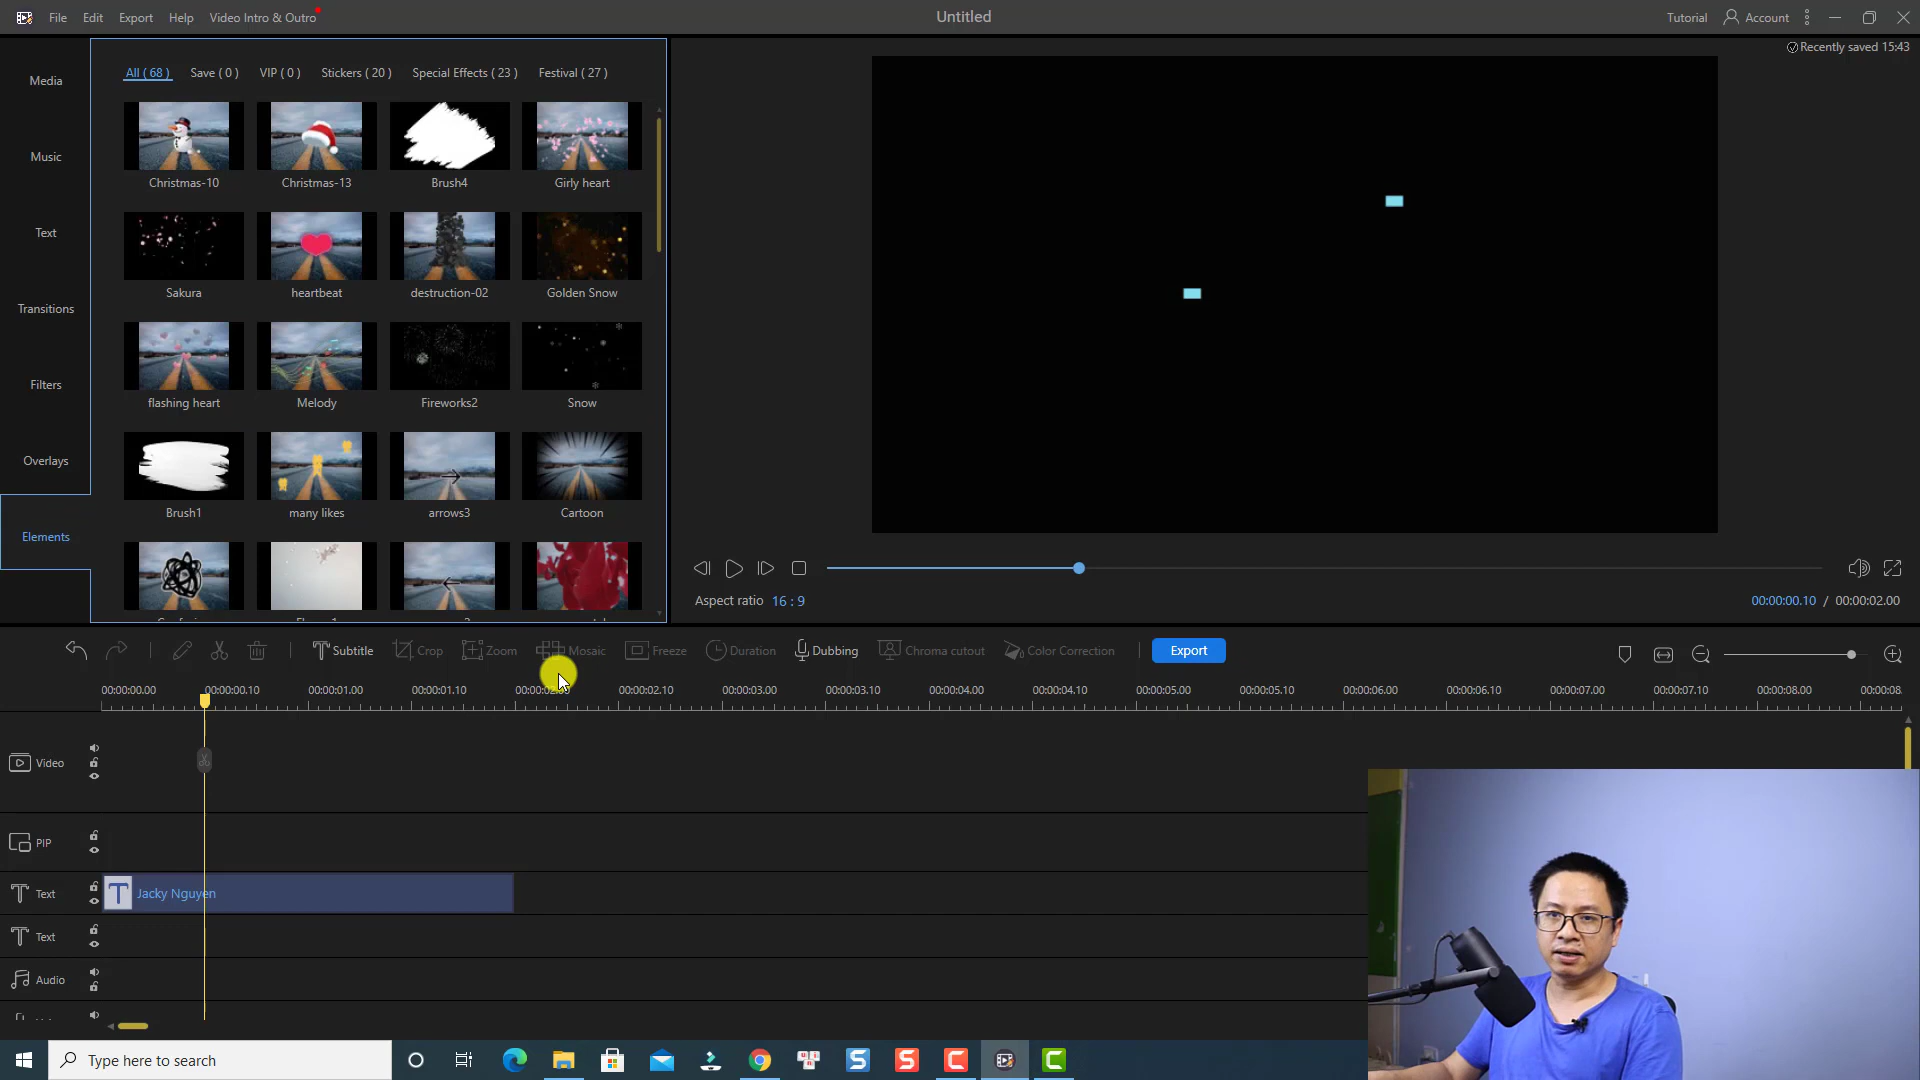 File Edit Export Help Video Intro & Outro
Untitled
Tutorial Account
Recently saved 15:43
Media
Music
Text
Transitions
Filters
Overlays
Elements
All ( 68 ) Save ( 0 ) VIP ( 0 ) Stickers ( 20 ) Special Effects ( 23 ) Festival ( 27 )
Christmas-10 Christmas-13 Brush4 Girly heart
Sakura heartbeat destruction-02 Golden Snow
flashing heart Melody Fireworks2 Snow
Brush1 many likes arrows3 Cartoon
Aspect ratio 16 : 9
00:00:00.10 / 00:00:02.00
Subtitle Crop Zoom Mosaic Freeze Duration Dubbing Chroma cutout Color Correction Export
00:00:00.00 00:00:00.10 00:00:01.00 00:00:01.10 00:00:02.00 00:00:02.10 00:00:03.00 00:00:03.10 00:00:04.00 00:00:04.10 00:00:05.00 00:00:05.10 00:00:06.00 00:00:06.10 00:00:07.00 00:00:07.10 00:00:08.00 00:00:08.
Video
PIP
Text
T Jacky Nguyen
Text
Audio
Type here to search